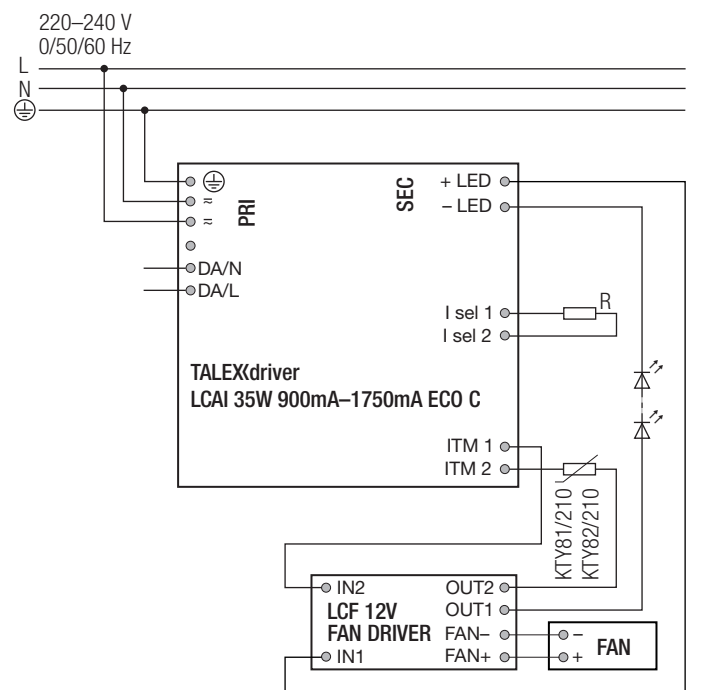 220–240 V
0/50/60 Hz
L
N
PRI
≂
≂
DA/N
DA/L
SEC
+ LED
– LED
I sel 1
I sel 2
R
TALEXXdriver
LCAI 35W 900mA–1750mA ECO C
ITM 1
ITM 2
KTY81/210
KTY82/210
IN2
LCF 12V
FAN DRIVER
IN1
OUT2
OUT1
FAN–
FAN+
–
+
FAN